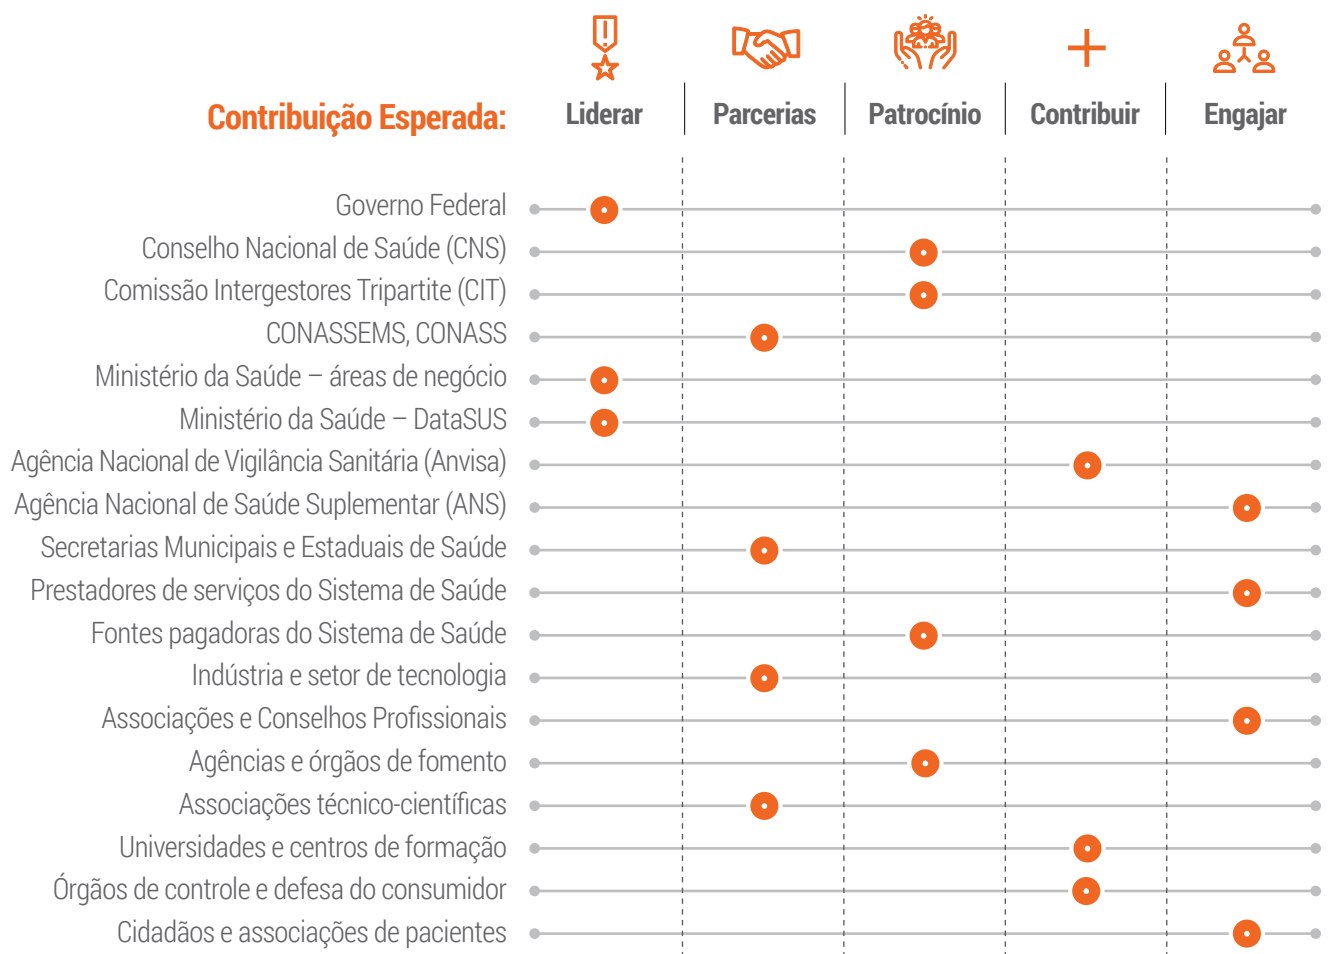 Contribuição Esperada:
Liderar
Parcerias
Patrocínio
Contribuir
Engajar
Governo Federal
Conselho Nacional de Saúde (CNS)
Comissão Intergestores Tripartite (CIT)
CONASSEMS, CONASS
Ministério da Saúde – áreas de negócio
Ministério da Saúde – DataSUS
Agência Nacional de Vigilância Sanitária (Anvisa)
Agência Nacional de Saúde Suplementar (ANS)
Secretarias Municipais e Estaduais de Saúde
Prestadores de serviços do Sistema de Saúde
Fontes pagadoras do Sistema de Saúde
Indústria e setor de tecnologia
Associações e Conselhos Profissionais
Agências e órgãos de fomento
Associações técnico-científicas
Universidades e centros de formação
Órgãos de controle e defesa do consumidor
Cidadãos e associações de pacientes